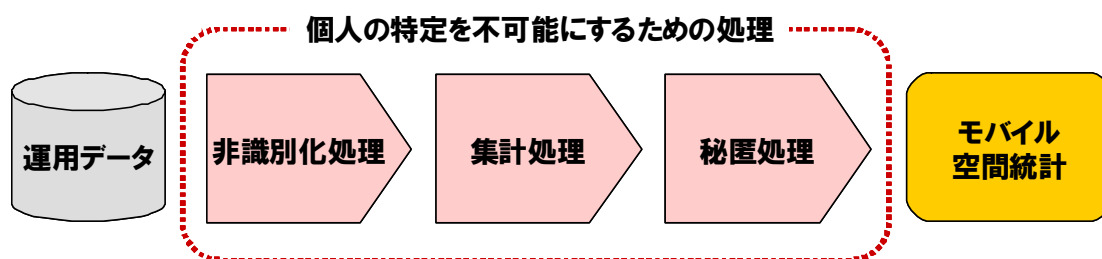 個人の特定を不可能にするための処理
運用データ
非識別化処理
集計処理
秘匿処理
モバイル
空間統計